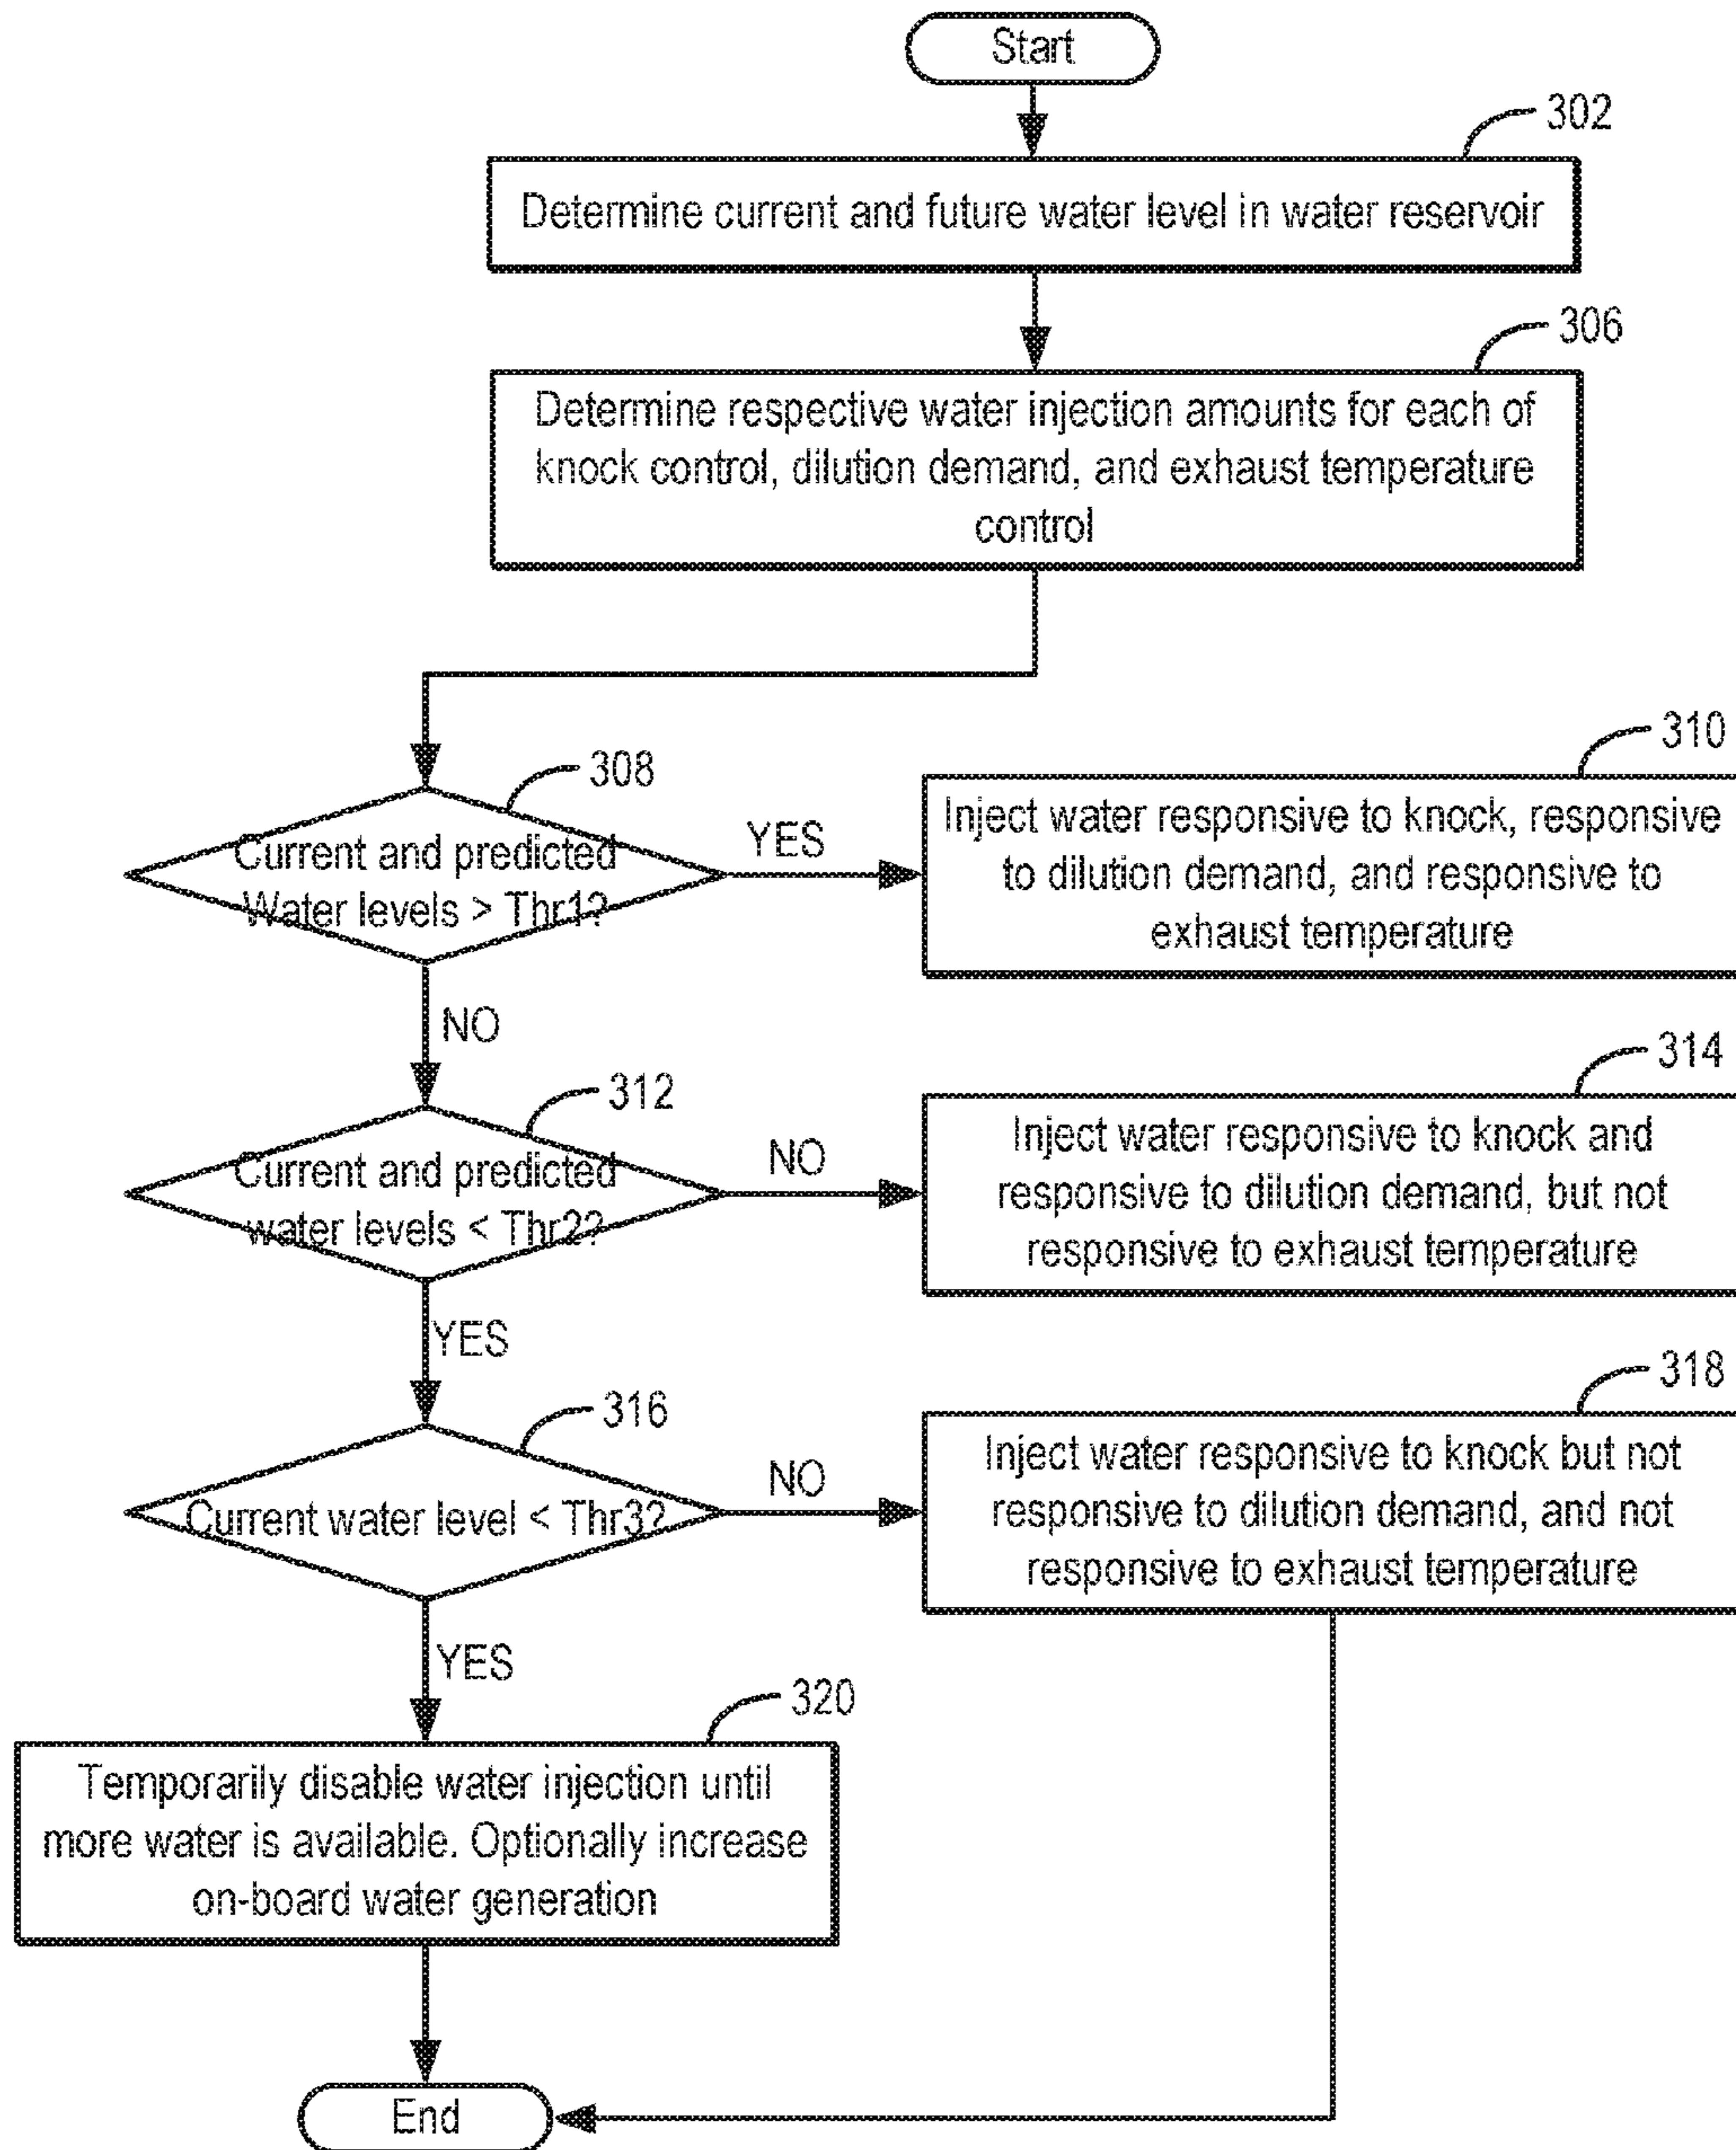 Start
302
Determine current and future water level in water reservoir
306
Determine respective water injection amounts for each of
knock control, dilution demand, and exhaust temperature
control
308
Current and predicted
Water levels > Thr1?
YES
310
Inject water responsive to knock, responsive
to dilution demand, and responsive to
exhaust temperature
NO
312
Current and predicted
water levels < Thr2?
NO
314
Inject water responsive to knock and
responsive to dilution demand, but not
responsive to exhaust temperature
YES
316
Current water level < Thr3?
NO
318
Inject water responsive to knock but not
responsive to dilution demand, and not
responsive to exhaust temperature
YES
320
Temporarily disable water injection until
more water is available. Optionally increase
on-board water generation
End